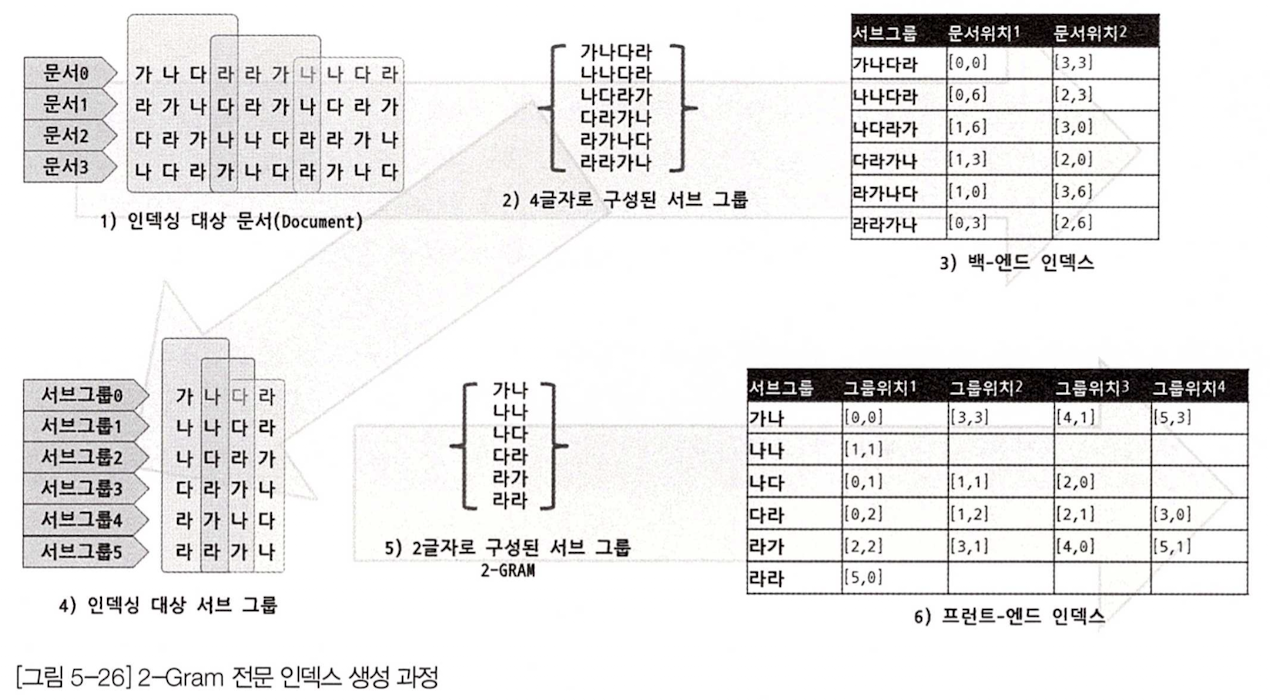 문서0 가 나 다 라 라 가 나 나 다 라
문서1 라 가 나 다 라 가 나 다 라 가
문서2 다 라 가 나 나 다 라 라 가 나
문서3 나 다 라 가 나 다 라 가 나 다
1) 인덱싱 대상 문서(Document)
가나다라
나나다라
나다라가
다라가나
라가나다
라라가나
2) 4글자로 구성된 서브 그룹
서브그룹 문서위치1 문서위치2
가나다라 [0,0] [3,3]
나나다라 [0,6] [2,3]
나다라가 [1,6] [3,0]
다라가나 [1,3] [2,0]
라가나다 [1,0] [3,6]
라라가나 [0,3] [2,6]
3) 백-엔드 인덱스
서브그룹0 가 나 다 라
서브그룹1 나 나 다 라
서브그룹2 나 다 라 가
서브그룹3 다 라 가 나
서브그룹4 라 가 나 다
서브그룹5 라 라 가 나
4) 인덱싱 대상 서브 그룹
가나
나나
나다
다라
라가
라라
5) 2글자로 구성된 서브 그룹
2-GRAM
서브그룹 그룹위치1 그룹위치2 그룹위치3 그룹위치4
가나 [0,0] [3,3] [4,1] [5,3]
나나 [1,1]
나다 [0,1] [1,1] [2,0]
다라 [0,2] [1,2] [2,1] [3,0]
라가 [2,2] [3,1] [4,0] [5,1]
라라 [5,0]
6) 프런트-엔드 인덱스
[그림 5-26] 2-Gram 전문 인덱스 생성 과정